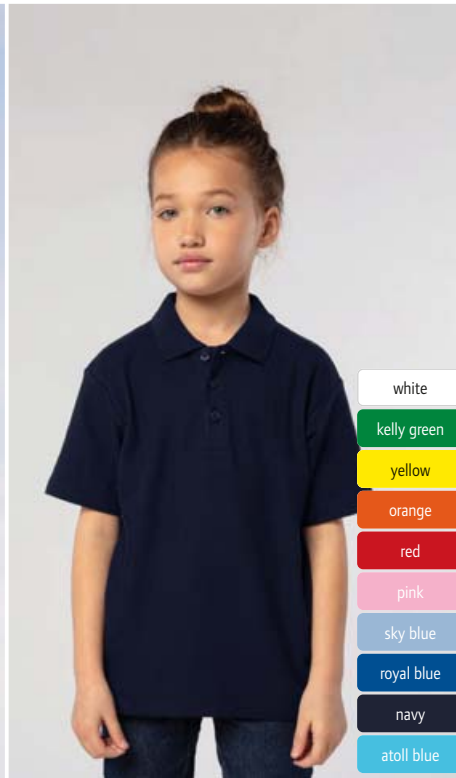 white
kelly green
yellow
orange
red
pink
sky blue
royal blue
navy
atoll blue